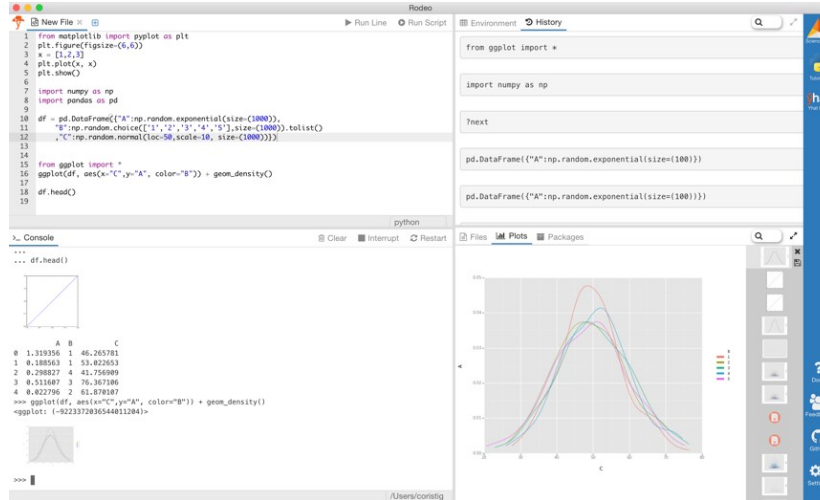 Rodeo
New File
Run Line
Run Script
1 from matplotlib import pyplot as plt
2 plt.figure(figsize=(6,6))
3 x = [1,2,3]
4 plt.plot(x, x)
5 plt.show()
6
7 import numpy as np
8 import pandas as pd
9
10 df = pd.DataFrame({"A":np.random.exponential(size=(1000)),
11 "B":np.random.choice(['1','2','3','4','5'],size=(1000)).tolist()
12 ,"C":np.random.normal(loc=50,scale=10, size=(1000))})
13
14
15 from ggplot import *
16 ggplot(df, aes(x="C",y="A", color="B")) + geom_density()
17
18 df.head()
19
python
Environment
History
from ggplot import *
import numpy as np
?next
pd.DataFrame({"A":np.random.exponential(size=(100)})
pd.DataFrame({"A":np.random.exponential(size=(100))})
Console
Clear
Interrupt
Restart
...
... df.head()
A B C
0 1.319356 1 46.265781
1 0.188563 1 53.022653
2 0.298827 4 41.756909
3 0.511607 3 76.367106
4 0.022796 2 61.870107
>>> ggplot(df, aes(x="C",y="A", color="B")) + geom_density()
<ggplot: (-9223372036544011204)>
>>>
/Users/coristig
Files
Plots
Packages
A
C